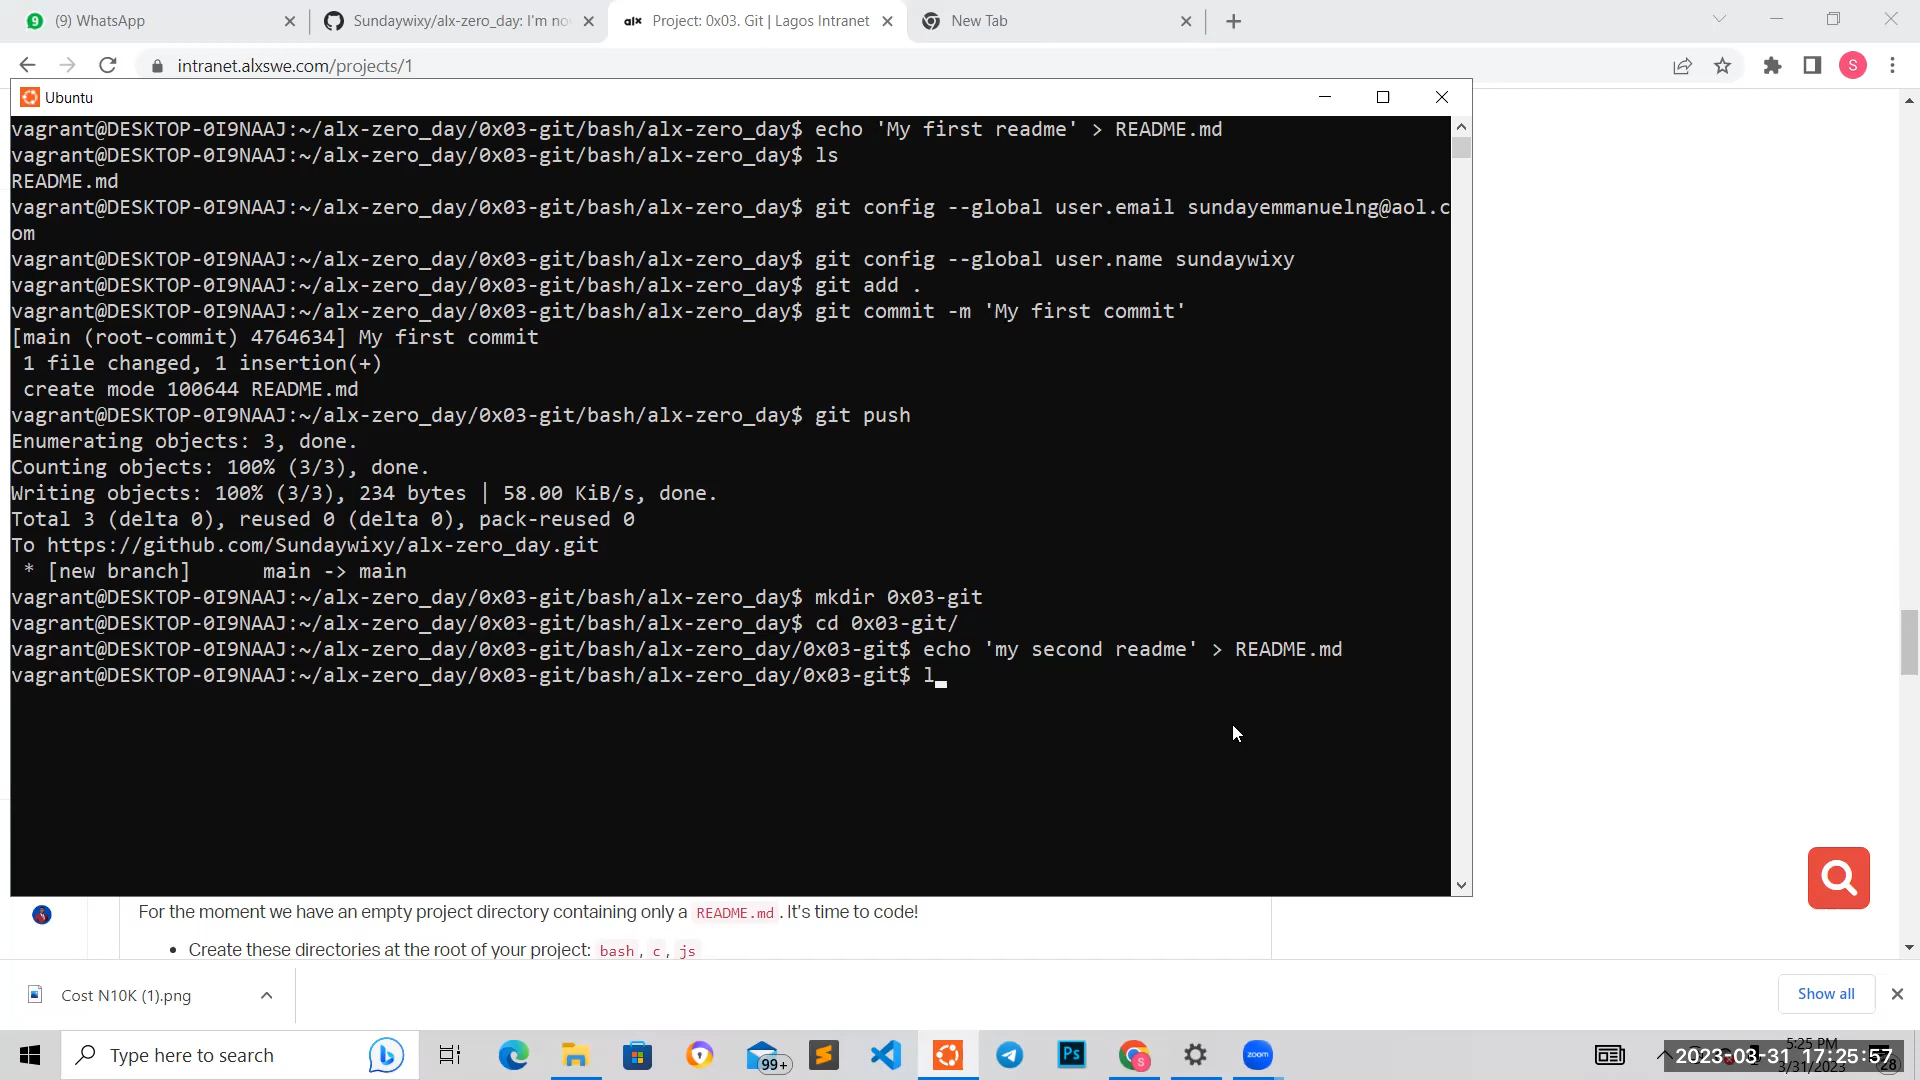 (9) WhatsApp
Sundaywixy/alx-zero_day: I'm no
Project: 0x03. Git | Lagos Intranet
New Tab
intranet.alxswe.com/projects/1
S
Ubuntu
vagrant@DESKTOP-0I9NAAJ:~/alx-zero_day/0x03-git/bash/alx-zero_day$ echo 'My first readme' > README.md
vagrant@DESKTOP-0I9NAAJ:~/alx-zero_day/0x03-git/bash/alx-zero_day$ ls
README.md
vagrant@DESKTOP-0I9NAAJ:~/alx-zero_day/0x03-git/bash/alx-zero_day$ git config --global user.email sundayemmanuelng@aol.c
om
vagrant@DESKTOP-0I9NAAJ:~/alx-zero_day/0x03-git/bash/alx-zero_day$ git config --global user.name sundaywixy
vagrant@DESKTOP-0I9NAAJ:~/alx-zero_day/0x03-git/bash/alx-zero_day$ git add .
vagrant@DESKTOP-0I9NAAJ:~/alx-zero_day/0x03-git/bash/alx-zero_day$ git commit -m 'My first commit'
[main (root-commit) 4764634] My first commit
 1 file changed, 1 insertion(+)
 create mode 100644 README.md
vagrant@DESKTOP-0I9NAAJ:~/alx-zero_day/0x03-git/bash/alx-zero_day$ git push
Enumerating objects: 3, done.
Counting objects: 100% (3/3), done.
Writing objects: 100% (3/3), 234 bytes | 58.00 KiB/s, done.
Total 3 (delta 0), reused 0 (delta 0), pack-reused 0
To https://github.com/Sundaywixy/alx-zero_day.git
 * [new branch]      main -> main
vagrant@DESKTOP-0I9NAAJ:~/alx-zero_day/0x03-git/bash/alx-zero_day$ mkdir 0x03-git
vagrant@DESKTOP-0I9NAAJ:~/alx-zero_day/0x03-git/bash/alx-zero_day$ cd 0x03-git/
vagrant@DESKTOP-0I9NAAJ:~/alx-zero_day/0x03-git/bash/alx-zero_day/0x03-git$ echo 'my second readme' > README.md
vagrant@DESKTOP-0I9NAAJ:~/alx-zero_day/0x03-git/bash/alx-zero_day/0x03-git$ l
For the moment we have an empty project directory containing only a README.md. It's time to code!
• Create these directories at the root of your project: bash, c, js
Cost N10K (1).png
Show all
Type here to search
99+
Ps
zoom
5:25 PM
2023-03-31 17:25:57
3/31/2023
28